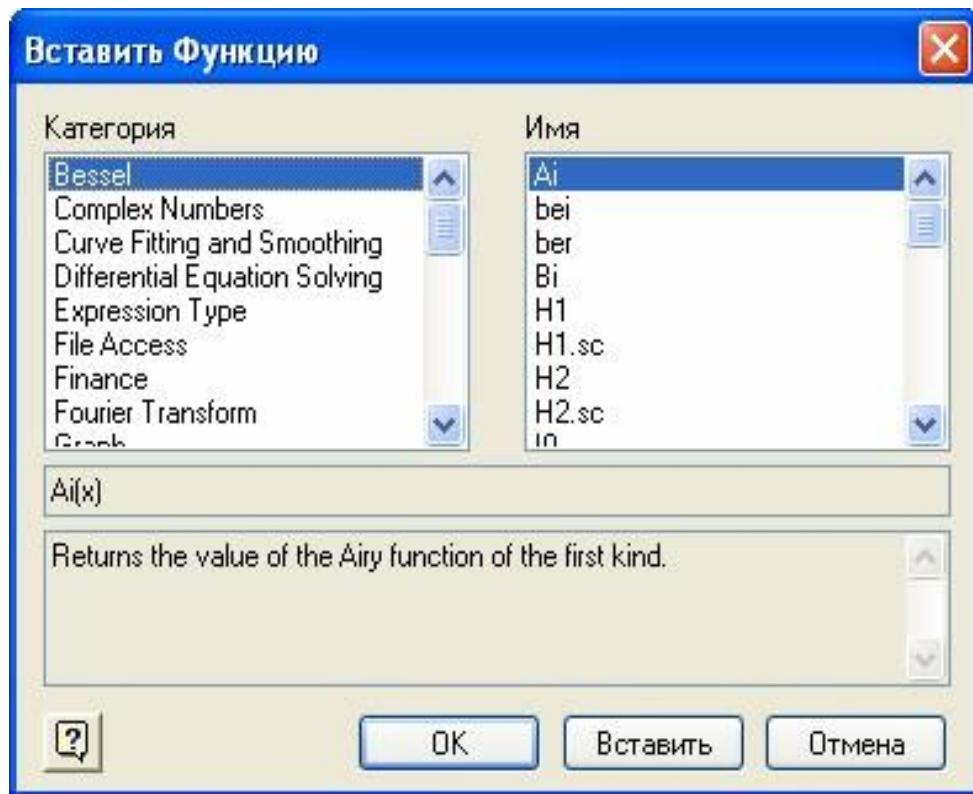 Вставить Функцию
Категория
Имя
Bessel
Complex Numbers
Curve Fitting and Smoothing
Differential Equation Solving
Expression Type
File Access
Finance
Fourier Transform
Graph
Ai
bei
ber
Bi
H1
H1.sc
H2
H2.sc
Ai(x)
Returns the value of the Airy function of the first kind.
OK
Вставить
Отмена